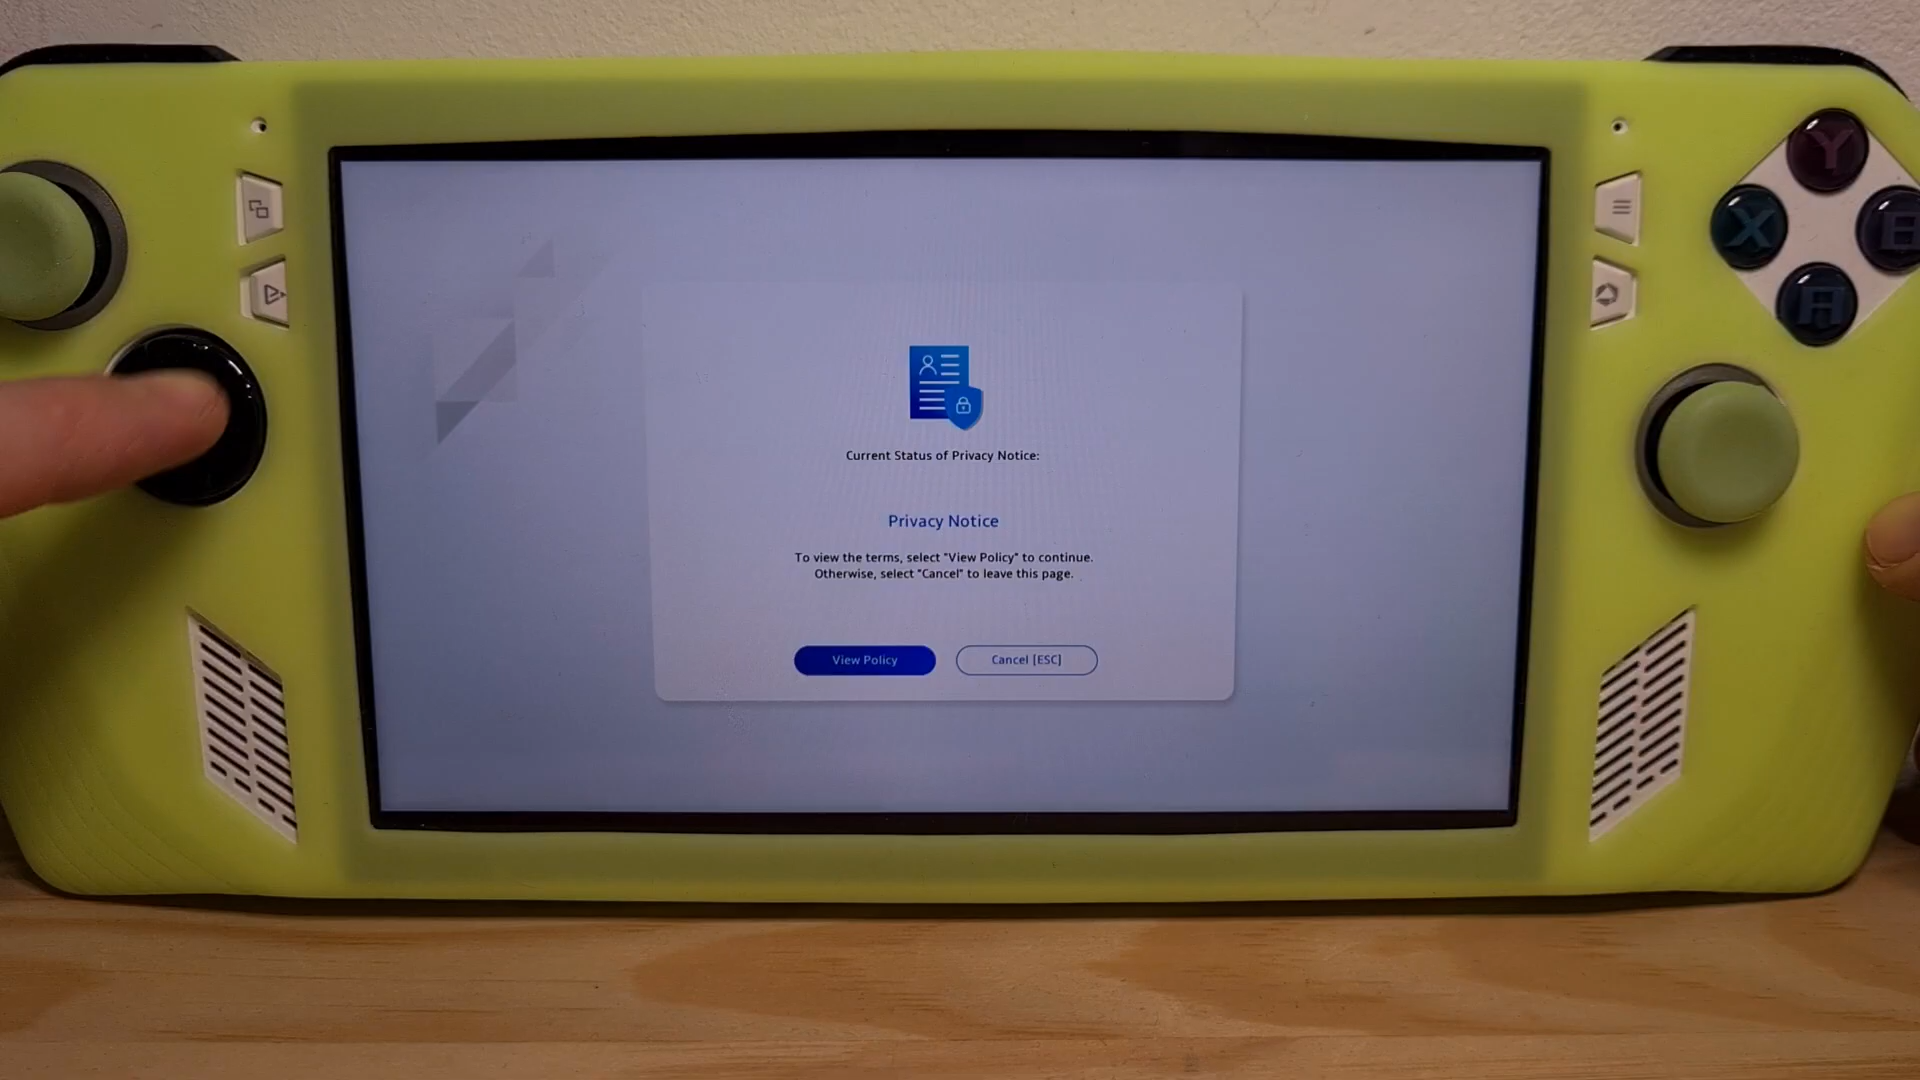 Y
X
B
A
Current Status of Privacy Notice:
Privacy Notice
To view the terms, select "View Policy" to continue.
Otherwise, select "Cancel" to leave this page.
View Policy
Cancel [ESC]